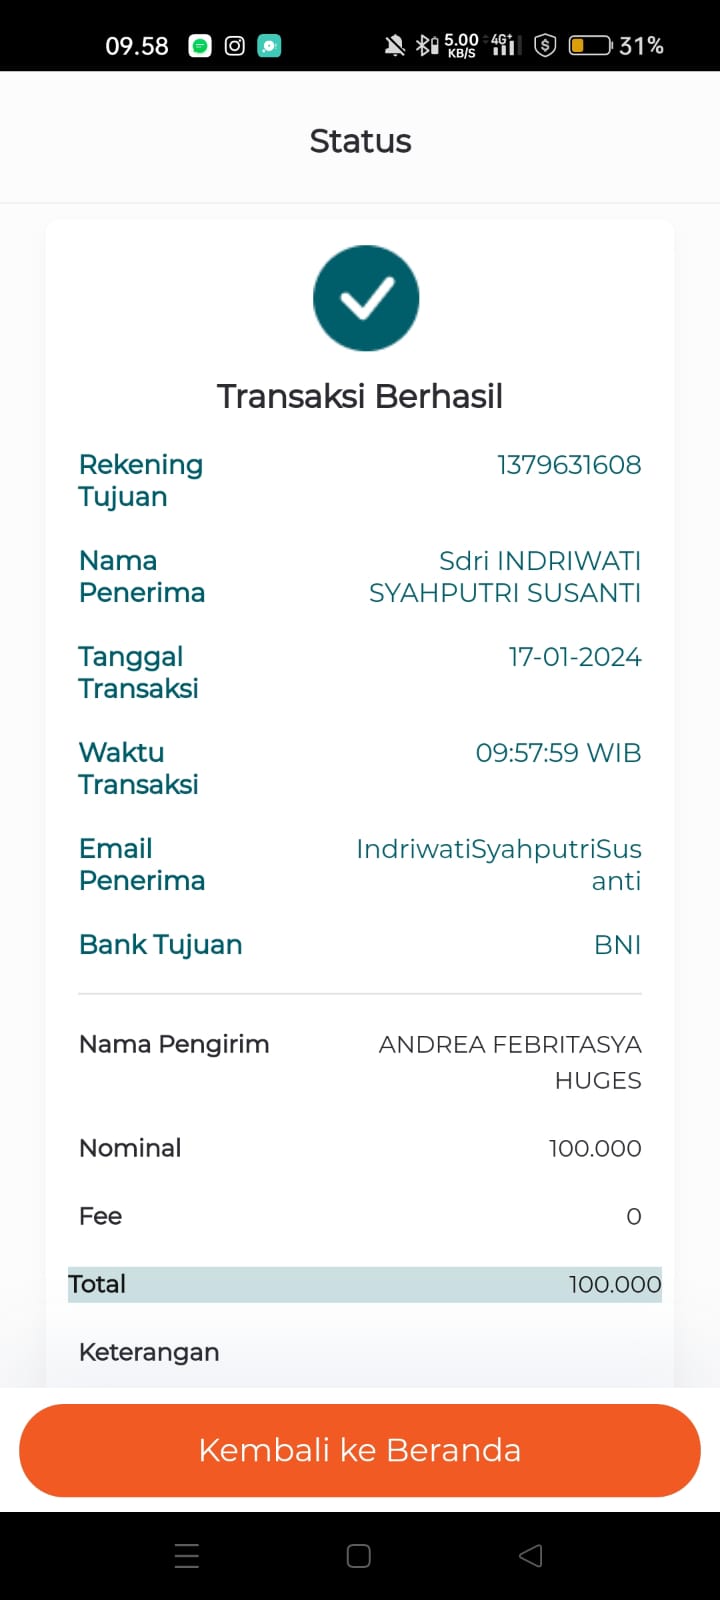 09.58 5.00 KB/S 4G+ 31%
Status
Transaksi Berhasil
Rekening 1379631608
Tujuan
Nama Sdri INDRIWATI
Penerima SYAHPUTRI SUSANTI
Tanggal 17-01-2024
Transaksi
Waktu 09:57:59 WIB
Transaksi
Email IndriwatiSyahputriSus
Penerima anti
Bank Tujuan BNI
Nama Pengirim ANDREA FEBRITASYA
HUGES
Nominal 100.000
Fee 0
Total 100.000
Keterangan
Kembali ke Beranda